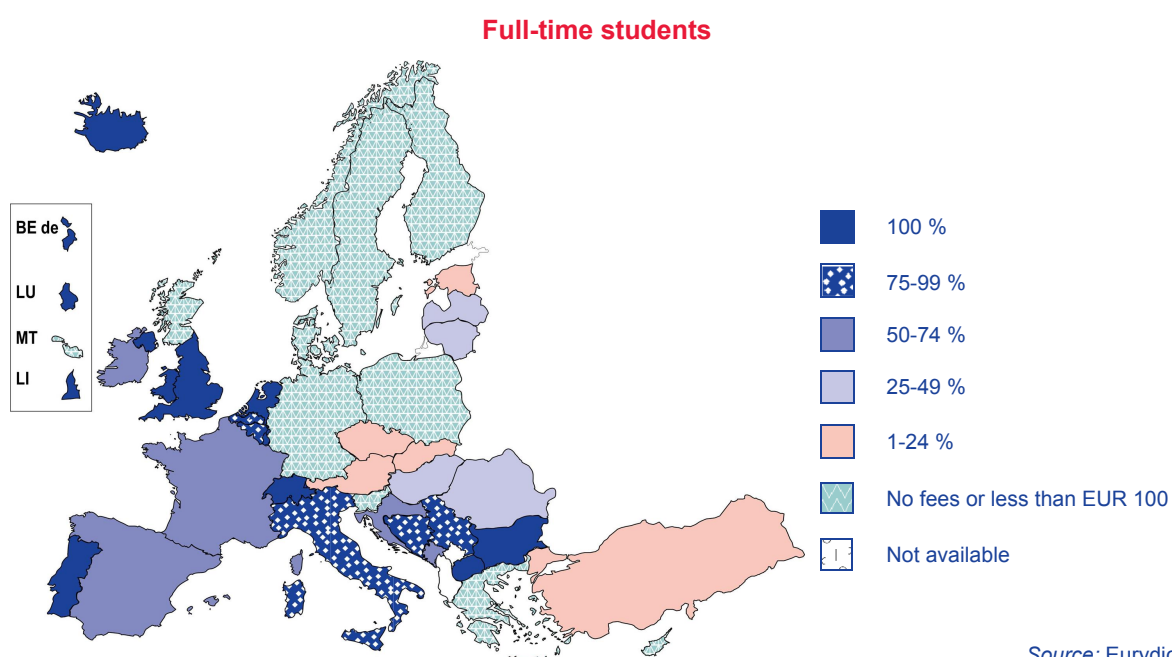 Full-time students
BE de
LU
MT
LI
100 %
75-99 %
50-74 %
25-49 %
1-24 %
No fees or less than EUR 100
Not available
Source: Eurydic